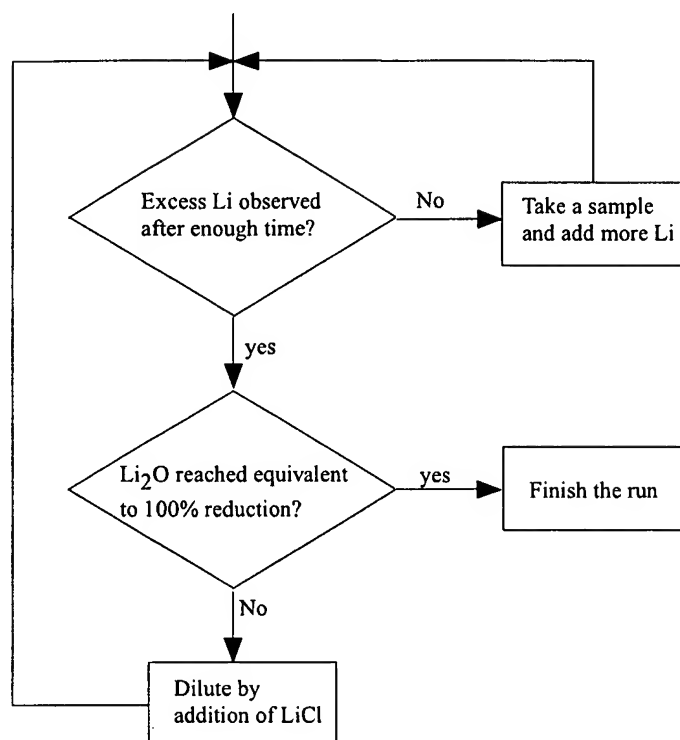 Excess Li observed
after enough time?
No
Take a sample
and add more Li
yes
Li2O reached equivalent
to 100% reduction?
yes
Finish the run
No
Dilute by
addition of LiCl